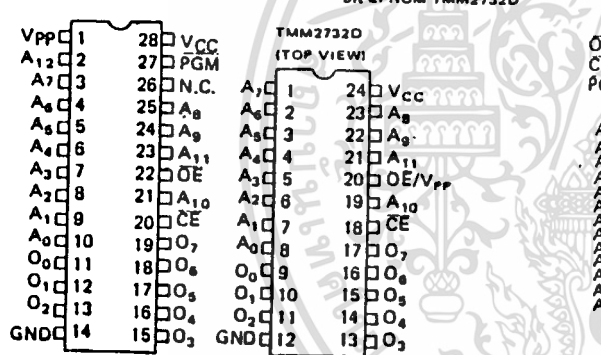 TMM2732D
TMM2732D
(TOP VIEW)
VPP 1 28 VCC
A12 2 27 PGM
A7 3 26 N.C.
A6 4 25 A8
A5 5 24 A9
A4 6 23 A11
A3 7 22 OE
A2 8 21 A10
A1 9 20 CE
A0 10 19 O7
O0 11 18 O6
O1 12 17 O5
O2 13 16 O4
GND 14 15 O3
A7 1 24 VCC
A6 2 23 A8
A5 3 22 A9
A4 4 21 A11
A3 5 20 OE/VPP
A2 6 19 A10
A1 7 18 CE
A0 8 17 O7
O0 9 16 O6
O1 10 15 O5
O2 11 14 O4
GND 12 13 O3